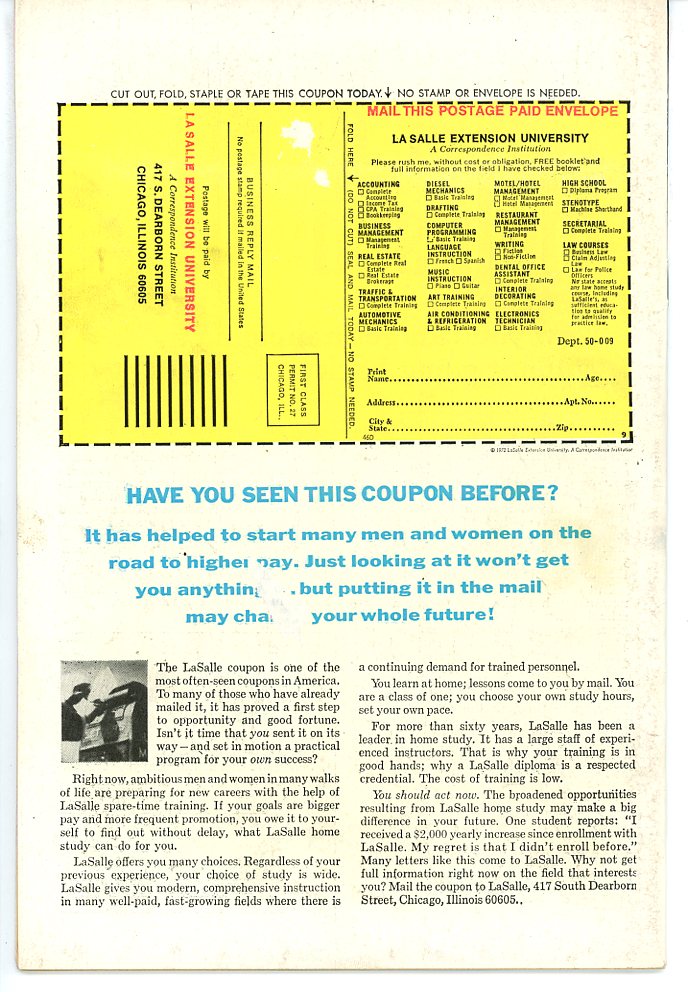 CUT OUT, FOLD, STAPLE OR TAPE THIS COUPON TODAY. NO STAMP OR ENVELOPE IS NEEDED.
MAIL THIS POSTAGE PAID ENVELOPE
LA SALLE EXTENSION UNIVERSITY
A Correspondence Institution
Please rush me, without cost or obligation, FREE booklet and
full information on the field I have checked below:
ACCOUNTING
Complete
Accounting
Income Tax
CPA Training
Bookkeeping
BUSINESS
MANAGEMENT
Management
Training
REAL ESTATE
Complete Real
Estate
Real Estate
Brokerage
TRAFFIC &
TRANSPORTATION
Complete Training
AUTOMOTIVE
MECHANICS
Basic Training
DIESEL
MECHANICS
Basic Training
DRAFTING
Complete Training
COMPUTER
PROGRAMMING
Basic Training
LANGUAGE
INSTRUCTION
French Spanish
MUSIC
INSTRUCTION
Piano Guitar
ART TRAINING
Complete Training
AIR CONDITIONING
& REFRIGERATION
Basic Training
MOTEL/HOTEL
MANAGEMENT
Motel Management
Hotel Management
RESTAURANT
MANAGEMENT
Management
Training
WRITING
Fiction
Non-Fiction
DENTAL OFFICE
ASSISTANT
Complete Training
INTERIOR
DECORATING
Complete Training
ELECTRONICS
TECHNICIAN
Basic Training
HIGH SCHOOL
Diploma Program
STENOTYPE
Machine Shorthand
SECRETARIAL
Complete Training
LAW COURSES
Business Law
Claim Adjusting
Law
Law for Police
Officers
No state accepts
any law home study
course, including
LaSalle's, as
sufficient educa-
tion to qualify
for admission to
practice law.
Dept. 50-009
Print
Name Age
Address Apt. No.
City &
State Zip
460
9
FOLD HERE (DO NOT CUT) SEAL AND MAIL TODAY — NO STAMP NEEDED.
FIRST CLASS
PERMIT NO. 27
CHICAGO, ILL.
BUSINESS REPLY MAIL
No postage stamp required if mailed in the United States
Postage will be paid by
LA SALLE EXTENSION UNIVERSITY
A Correspondence Institution
417 S. DEARBORN STREET
CHICAGO, ILLINOIS 60605
© 1972 LaSalle Extension University, A Correspondence Institution
HAVE YOU SEEN THIS COUPON BEFORE?
It has helped to start many men and women on the
road to higher pay. Just looking at it won't get
you anythin . but putting it in the mail
may cha your whole future!
The LaSalle coupon is one of the
most often-seen coupons in America.
To many of those who have already
mailed it, it has proved a first step
to opportunity and good fortune.
Isn't it time that you sent it on its
way — and set in motion a practical
program for your own success?
Right now, ambitious men and women in many walks
of life are preparing for new careers with the help of
LaSalle spare-time training. If your goals are bigger
pay and more frequent promotion, you owe it to your-
self to find out without delay, what LaSalle home
study can do for you.
LaSalle offers you many choices. Regardless of your
previous experience, your choice of study is wide.
LaSalle gives you modern, comprehensive instruction
in many well-paid, fast-growing fields where there is
a continuing demand for trained personnel.
You learn at home; lessons come to you by mail. You
are a class of one; you choose your own study hours,
set your own pace.
For more than sixty years, LaSalle has been a
leader in home study. It has a large staff of experi-
enced instructors. That is why your training is in
good hands; why a LaSalle diploma is a respected
credential. The cost of training is low.
You should act now. The broadened opportunities
resulting from LaSalle home study may make a big
difference in your future. One student reports: "I
received a $2,000 yearly increase since enrollment with
LaSalle. My regret is that I didn't enroll before."
Many letters like this come to LaSalle. Why not get
full information right now on the field that interests
you? Mail the coupon to LaSalle, 417 South Dearborn
Street, Chicago, Illinois 60605.